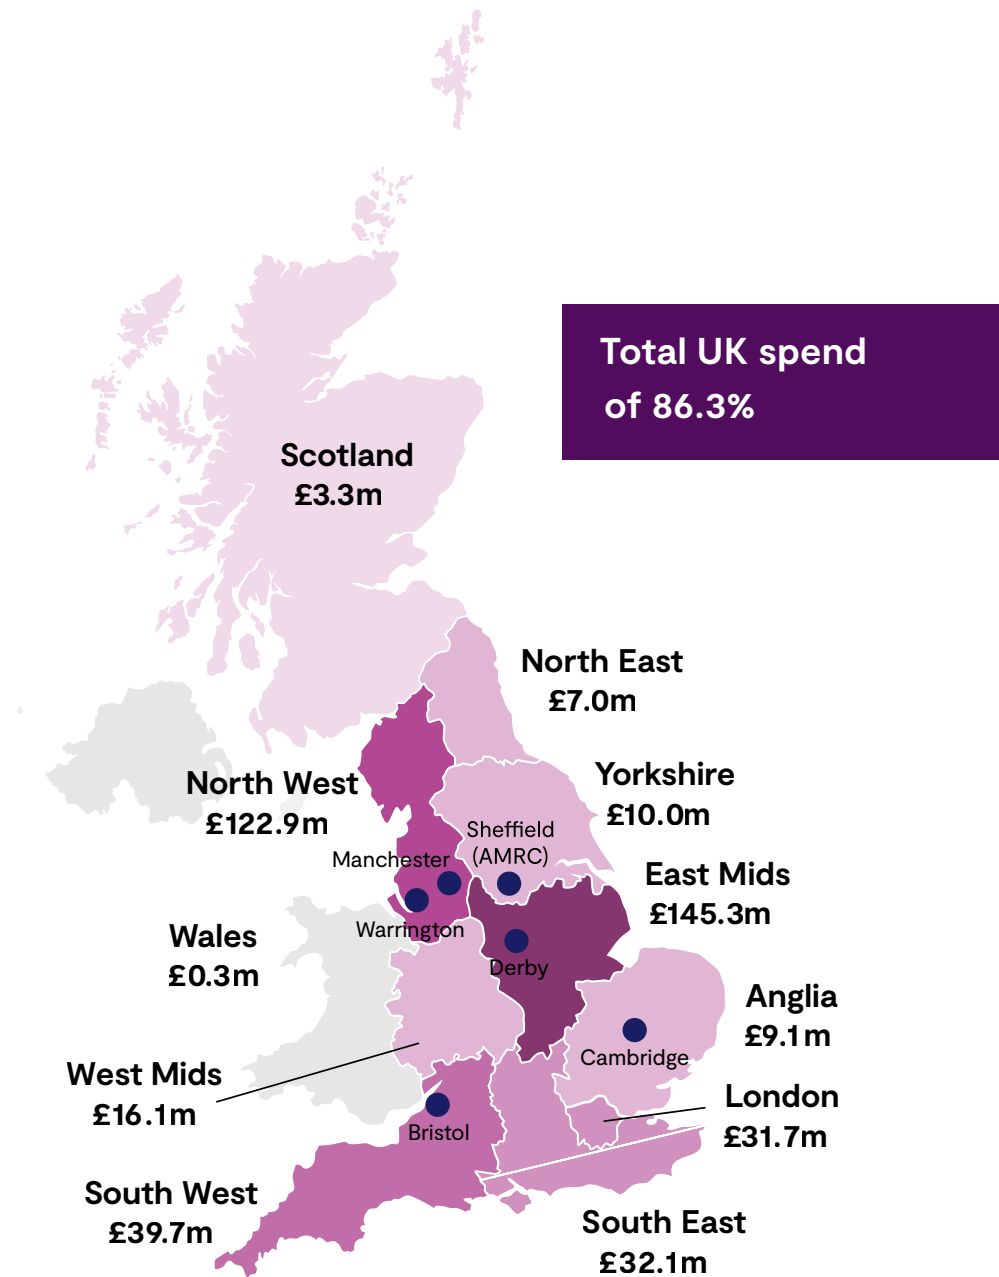 Total UK spend
of 86.3%
Scotland
£3.3m
North East
£7.0m
Yorkshire
£10.0m
North West
£122.9m
Sheffield
(AMRC)
Manchester
East Mids
£145.3m
Warrington
Wales
£0.3m
Derby
Anglia
£9.1m
Cambridge
West Mids
£16.1m
London
£31.7m
Bristol
South West
£39.7m
South East
£32.1m